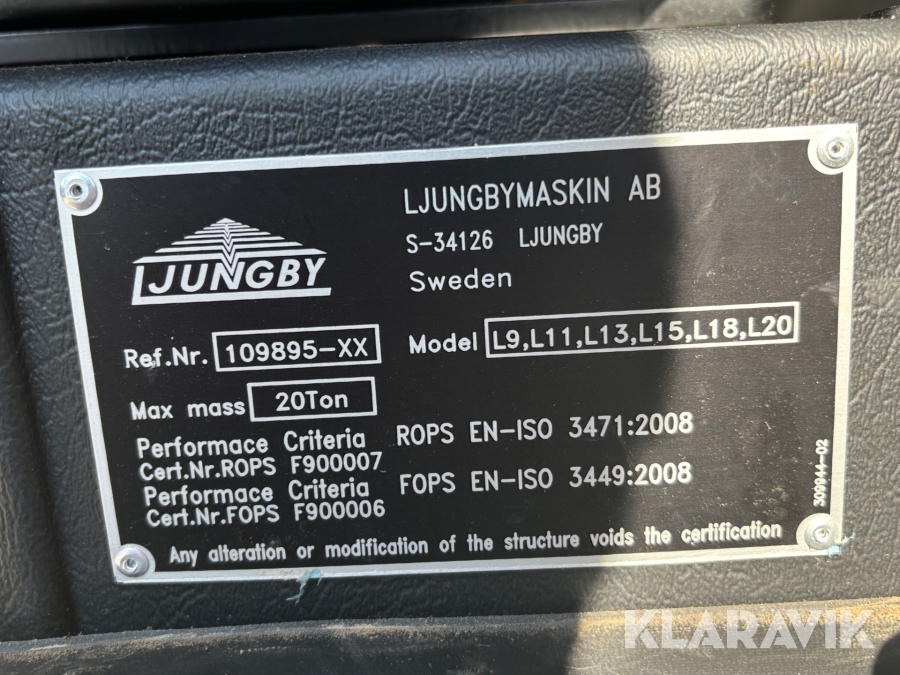 LJUNGBY
LJUNGBYMASKIN AB
S-34126 LJUNGBY
Sweden
Ref.Nr. 109895-XX Model L9,L11,L13,L15,L18,L20
Max mass 20Ton
Performace Criteria ROPS EN-ISO 3471:2008
Cert.Nr.ROPS F900007
Performace Criteria FOPS EN-ISO 3449:2008
Cert.Nr.FOPS F900006
Any alteration or modification of the structure voids the certification
309944-02
KLARAVIK